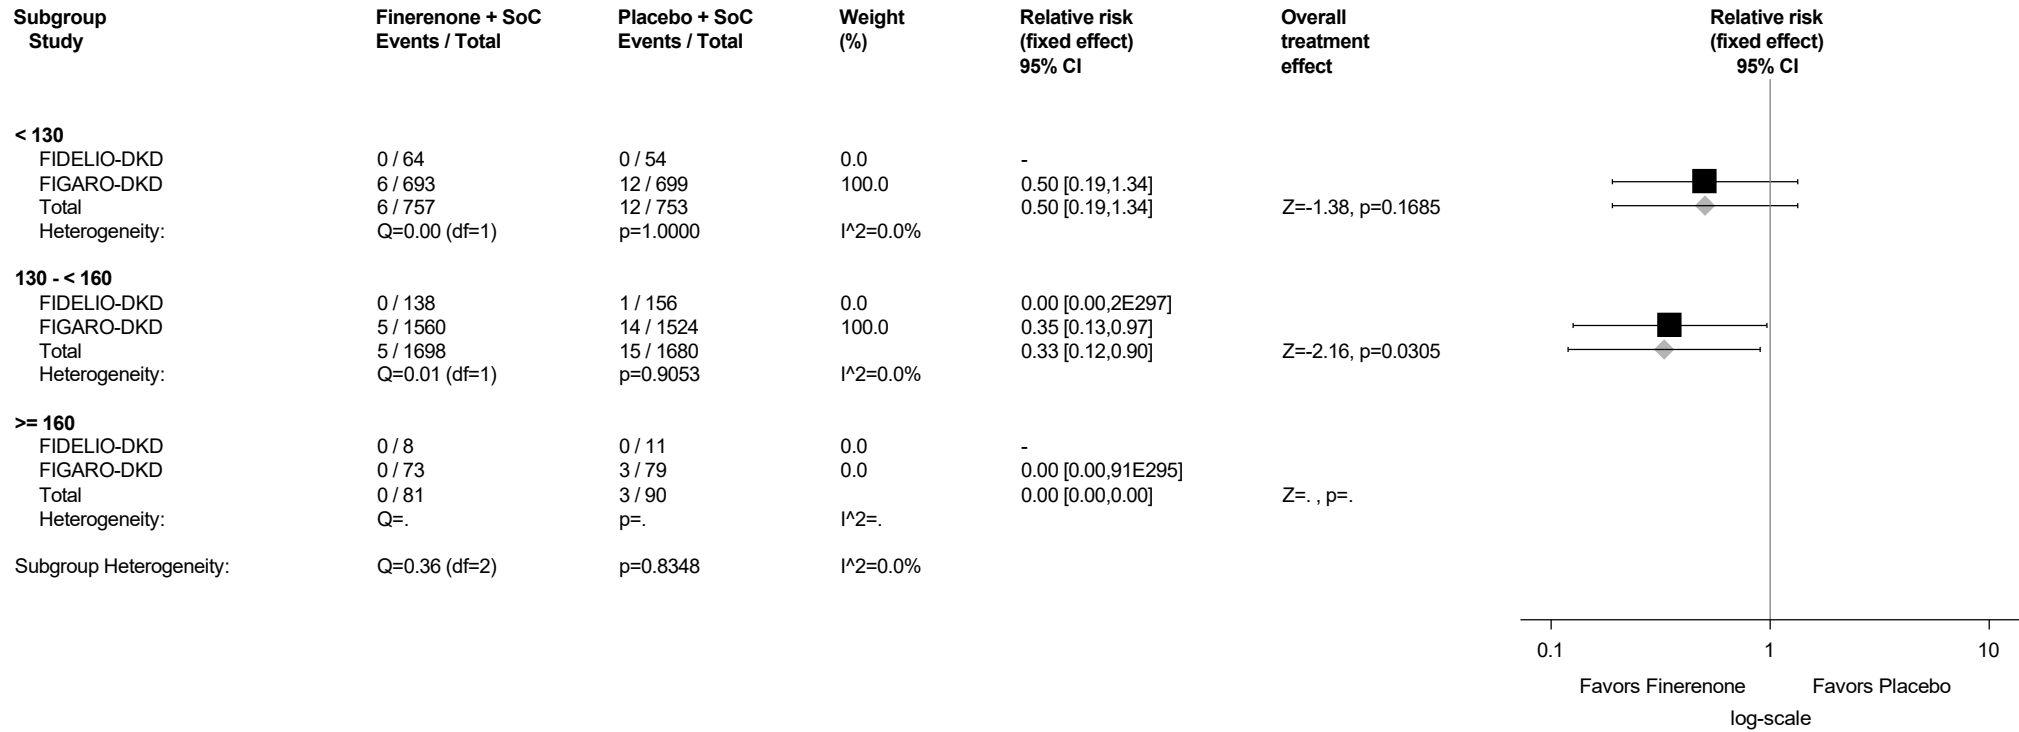 Subgroup Finerenone + SoC Placebo + SoC Weight Relative risk Overall Relative risk
Study Events / Total Events / Total (%) (fixed effect) treatment (fixed effect)
95% CI effect 95% CI
< 130
FIDELIO-DKD 0 / 64 0 / 54 0.0 -
FIGARO-DKD 6 / 693 12 / 699 100.0 0.50 [0.19,1.34]
Total 6 / 757 12 / 753 0.50 [0.19,1.34] Z=-1.38, p=0.1685
Heterogeneity: Q=0.00 (df=1) p=1.0000 I^2=0.0%
130 - < 160
FIDELIO-DKD 0 / 138 1 / 156 0.0 0.00 [0.00,2E297]
FIGARO-DKD 5 / 1560 14 / 1524 100.0 0.35 [0.13,0.97]
Total 5 / 1698 15 / 1680 0.33 [0.12,0.90] Z=-2.16, p=0.0305
Heterogeneity: Q=0.01 (df=1) p=0.9053 I^2=0.0%
>= 160
FIDELIO-DKD 0 / 8 0 / 11 0.0 -
FIGARO-DKD 0 / 73 3 / 79 0.0 0.00 [0.00,91E295]
Total 0 / 81 3 / 90 0.00 [0.00,0.00] Z=. , p=.
Heterogeneity: Q=. p=. I^2=.
Subgroup Heterogeneity: Q=0.36 (df=2) p=0.8348 I^2=0.0%
0.1 1 10
Favors Finerenone Favors Placebo
log-scale